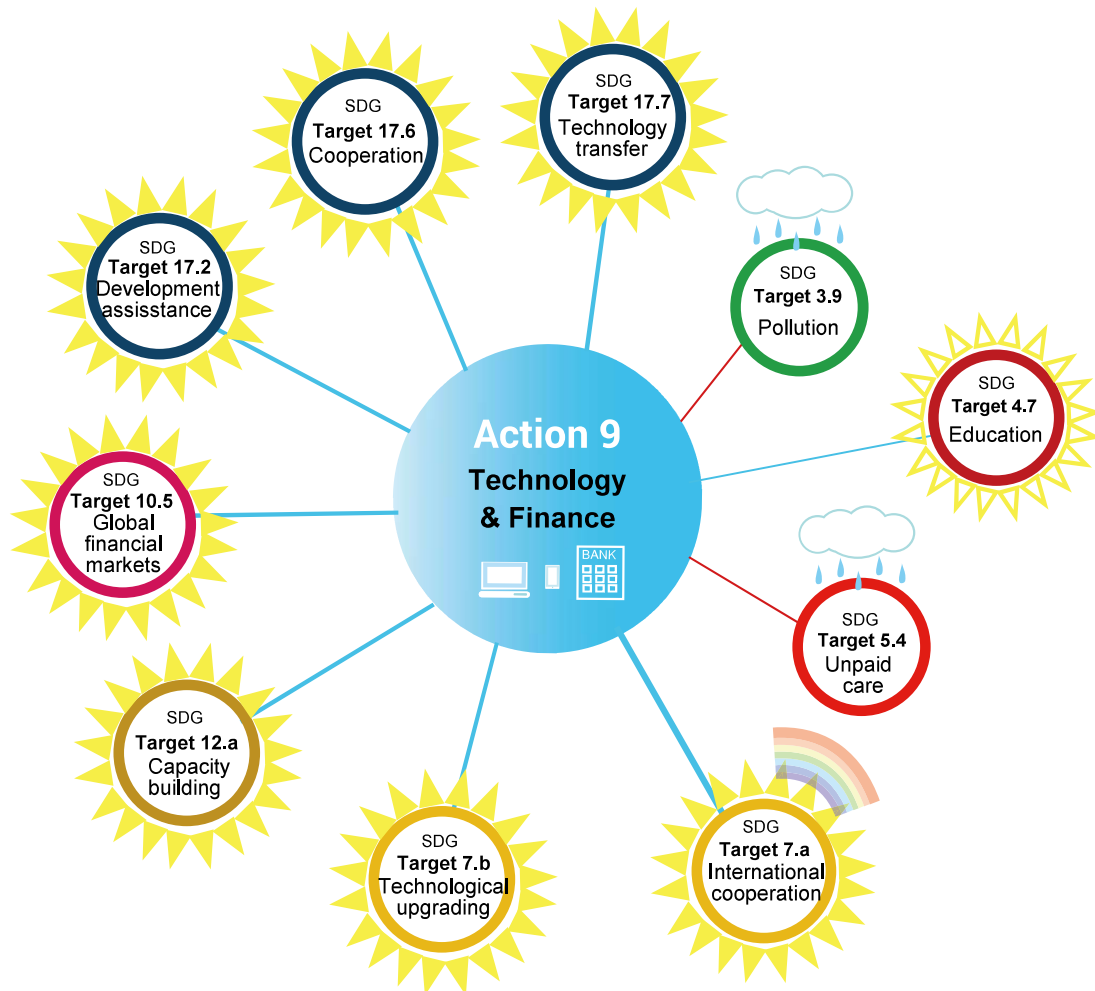 SDG
Target 17.6
Cooperation
SDG
Target 17.7
Technology
transfer
SDG
Target 17.2
Development
assisstance
SDG
Target 3.9
Pollution
SDG
Target 4.7
Education
Action 9
Technology
& Finance
BANK
SDG
Target 10.5
Global
financial
markets
SDG
Target 5.4
Unpaid
care
SDG
Target 12.a
Capacity
building
SDG
Target 7.b
Technological
upgrading
SDG
Target 7.a
International
cooperation